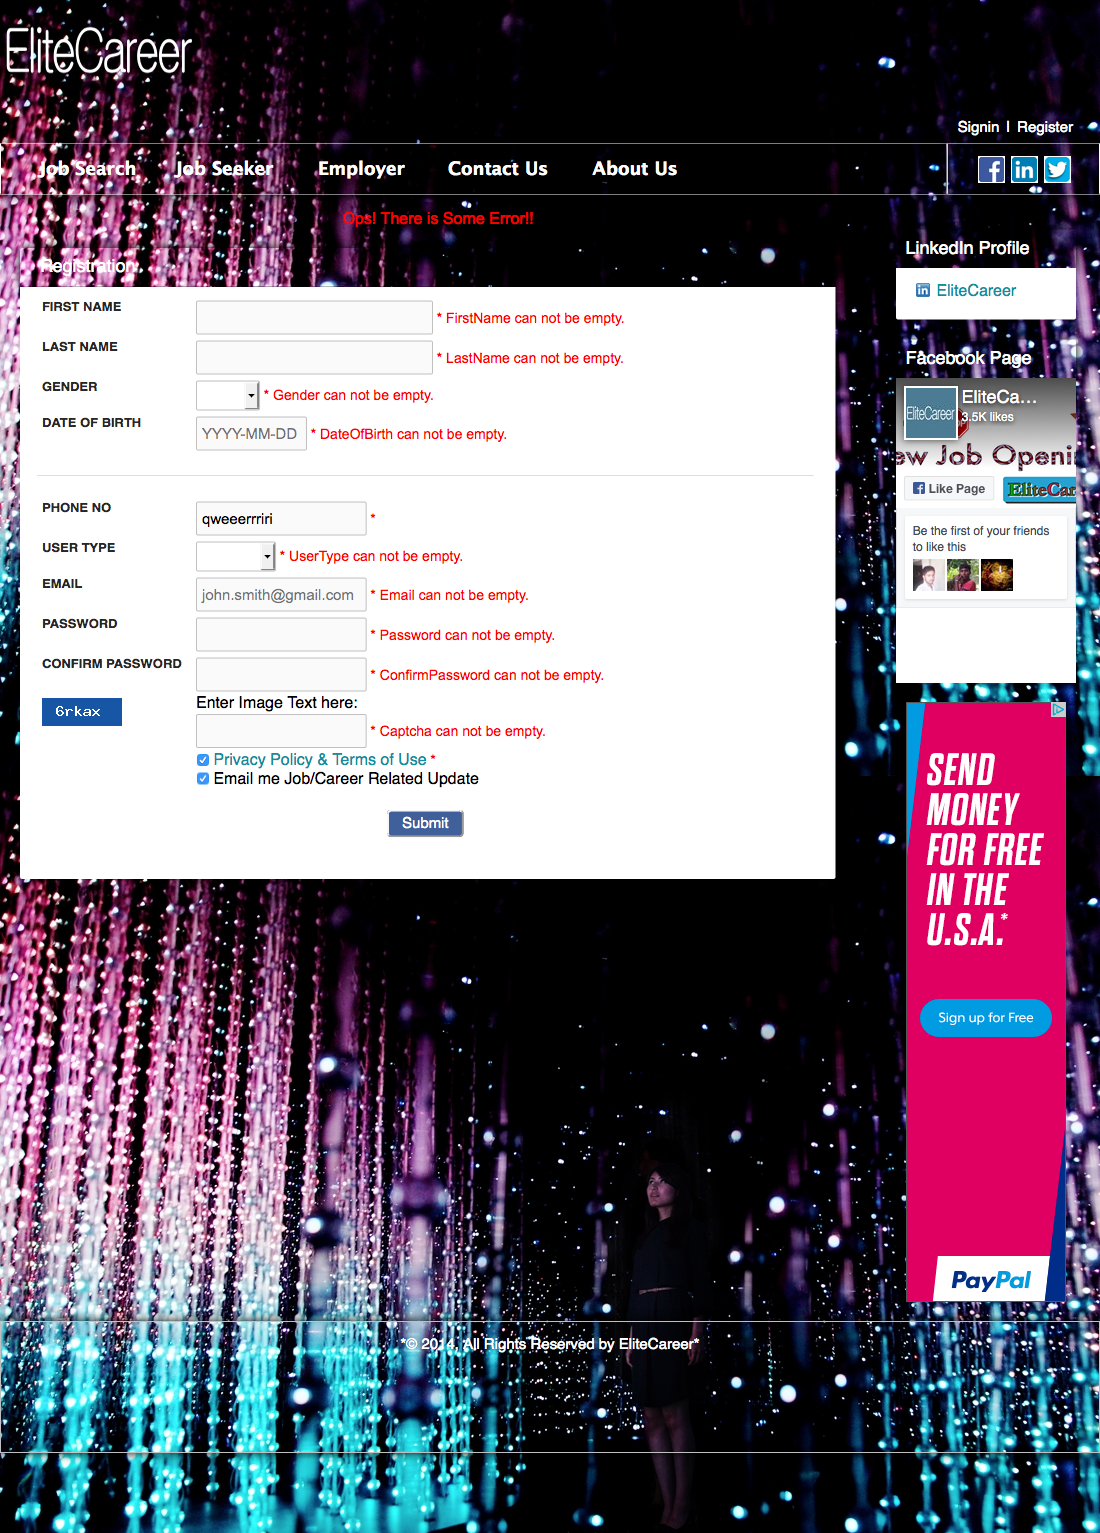 EliteCareer
Signin | Register
Job Search Job Seeker Employer Contact Us About Us
Ops! There is Some Error!!
Registration
FIRST NAME * FirstName can not be empty.
LAST NAME * LastName can not be empty.
GENDER * Gender can not be empty.
DATE OF BIRTH YYYY-MM-DD * DateOfBirth can not be empty.
PHONE NO qweeerrriri *
USER TYPE * UserType can not be empty.
EMAIL john.smith@gmail.com * Email can not be empty.
PASSWORD * Password can not be empty.
CONFIRM PASSWORD * ConfirmPassword can not be empty.
Enter Image Text here:
6rkax * Captcha can not be empty.
Privacy Policy & Terms of Use *
Email me Job/Career Related Update
Submit
LinkedIn Profile
EliteCareer
Facebook Page
EliteCa...
EliteCareer
3.5K likes
ew Job Openi
Like Page
EliteCar
Be the first of your friends
to like this
SEND
MONEY
FOR FREE
IN THE
U.S.A.*
Sign up for Free
PayPal
*© 2014, All Rights Reserved by EliteCareer*